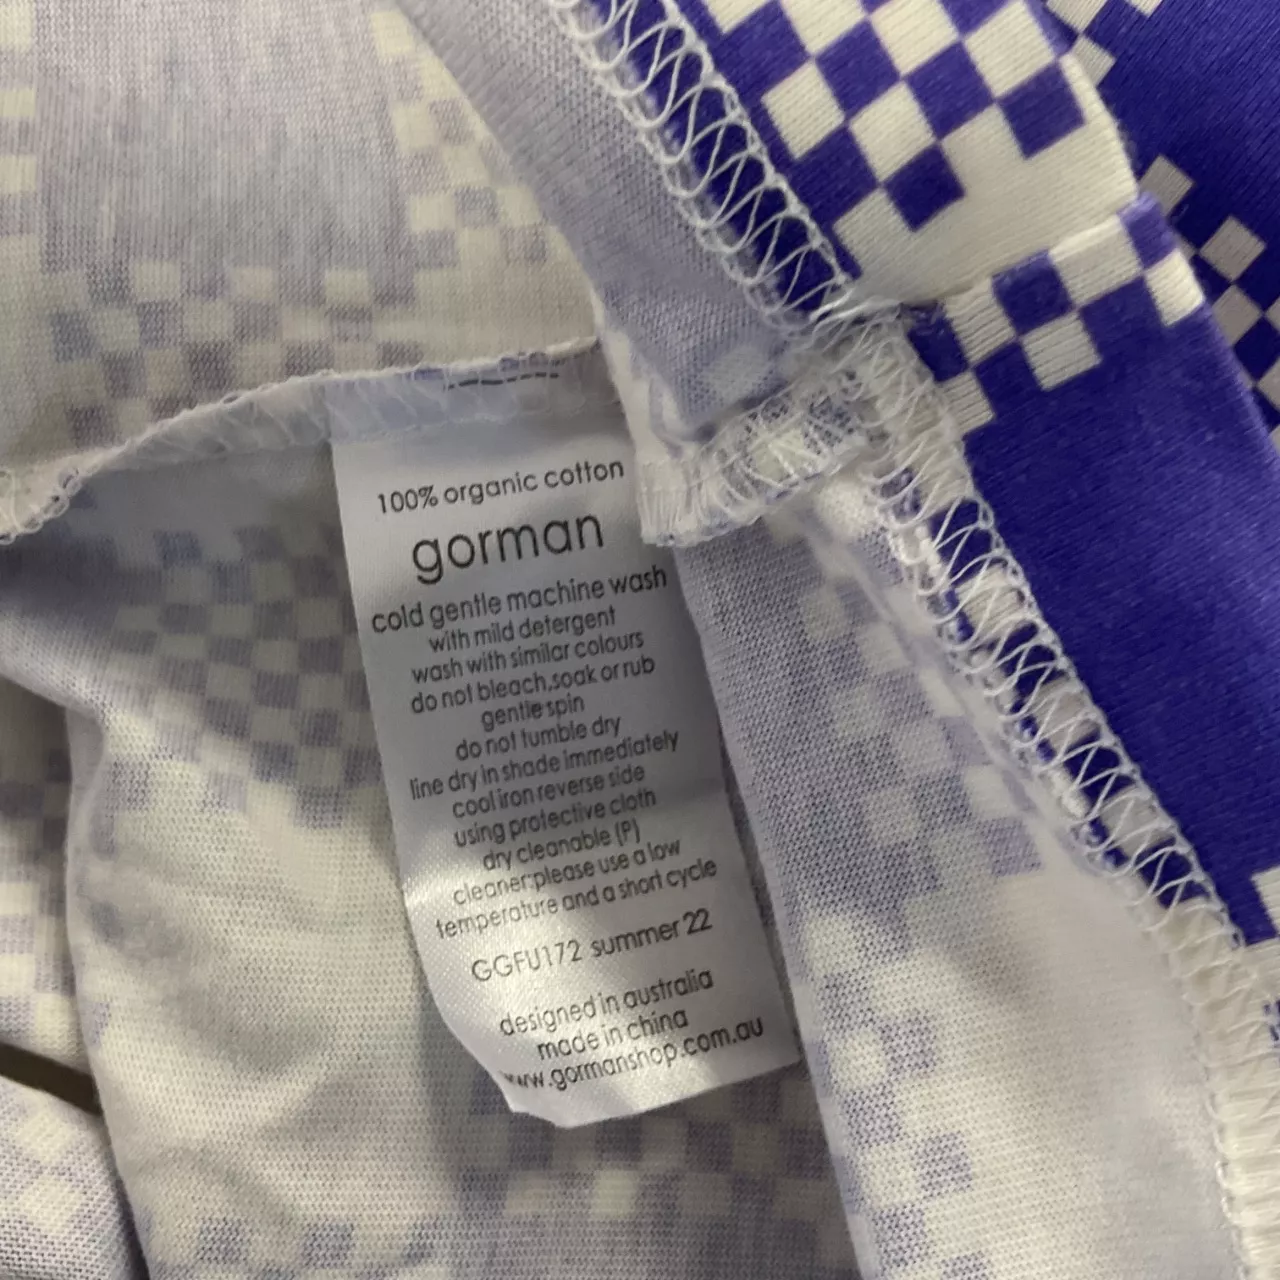 100% organic cotton
gorman
cold gentle machine wash
with mild detergent
wash with similar colours
do not bleach,soak or rub
gentle spin
do not tumble dry
line dry in shade immediately
cool iron reverse side
using protective cloth
dry cleanable (P)
cleaner:please use a low
temperature and a short cycle
GGFU172 summer 22
designed in australia
made in china
www.gormanshop.com.au